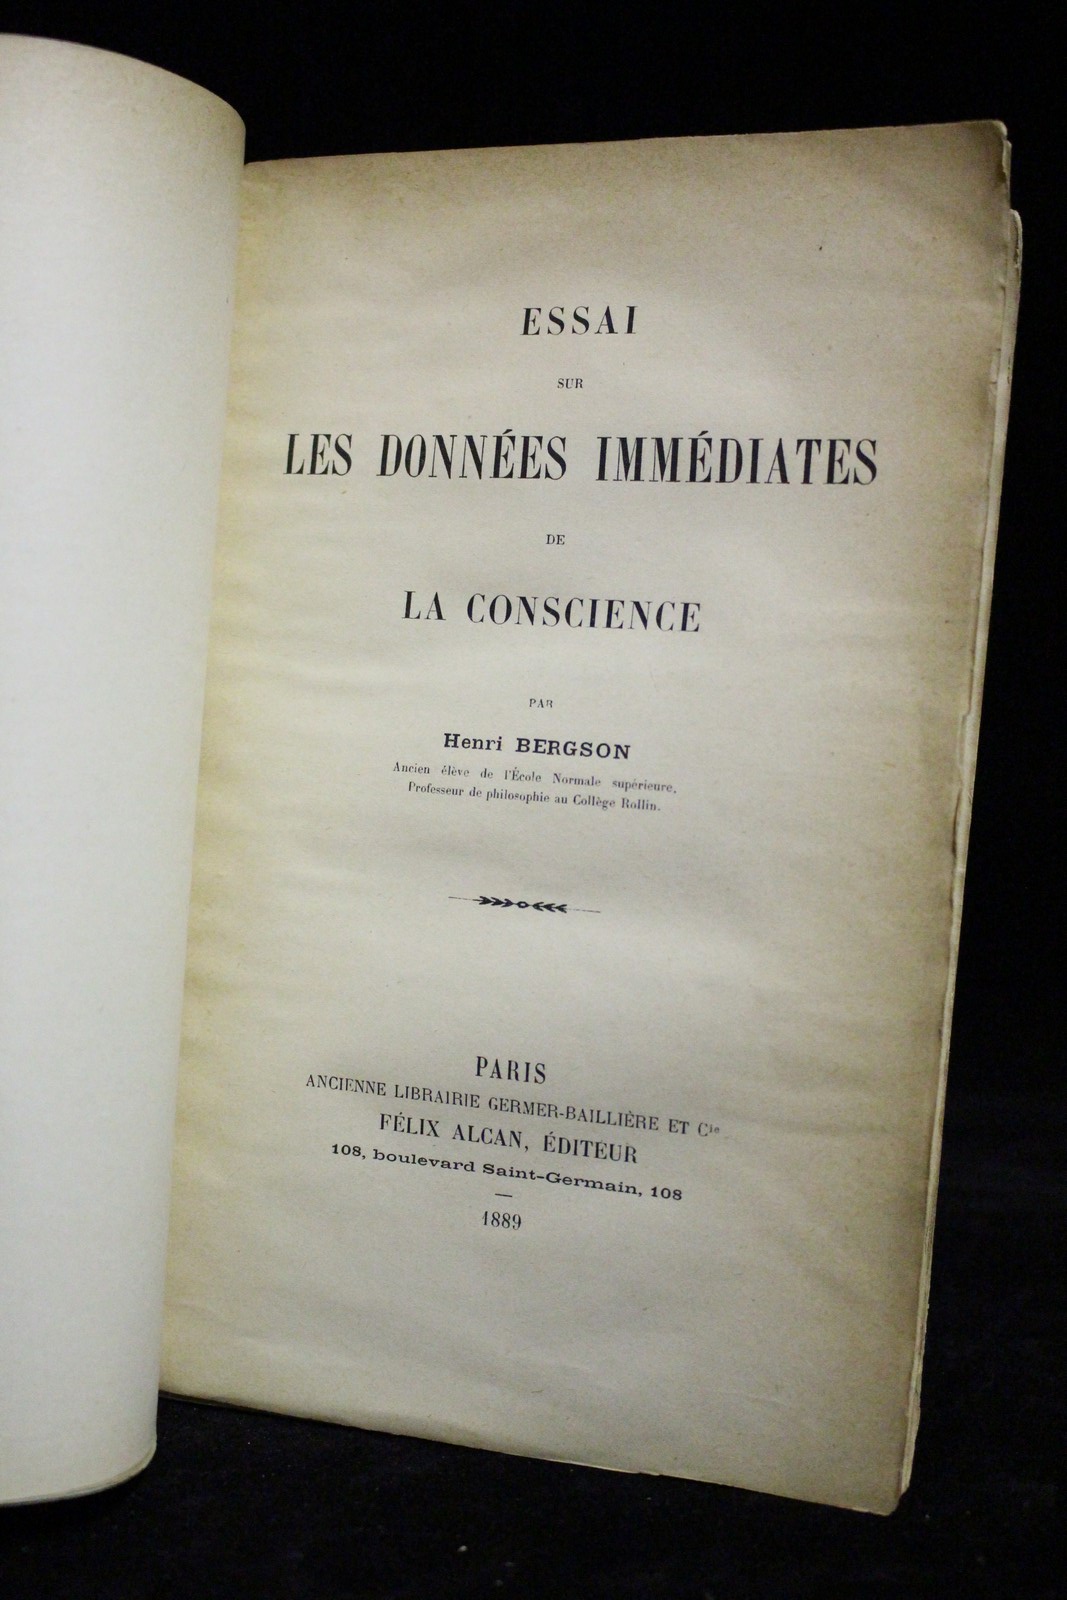 ESSAI
SUR
LES DONNÉES IMMÉDIATES
DE
LA CONSCIENCE
PAR
Henri BERGSON
Ancien élève de l'École Normale supérieure,
Professeur de philosophie au Collège Rollin.
PARIS
ANCIENNE LIBRAIRIE GERMER-BAILLIÈRE ET Cie
FÉLIX ALCAN, ÉDITEUR
108, boulevard Saint-Germain, 108
1889